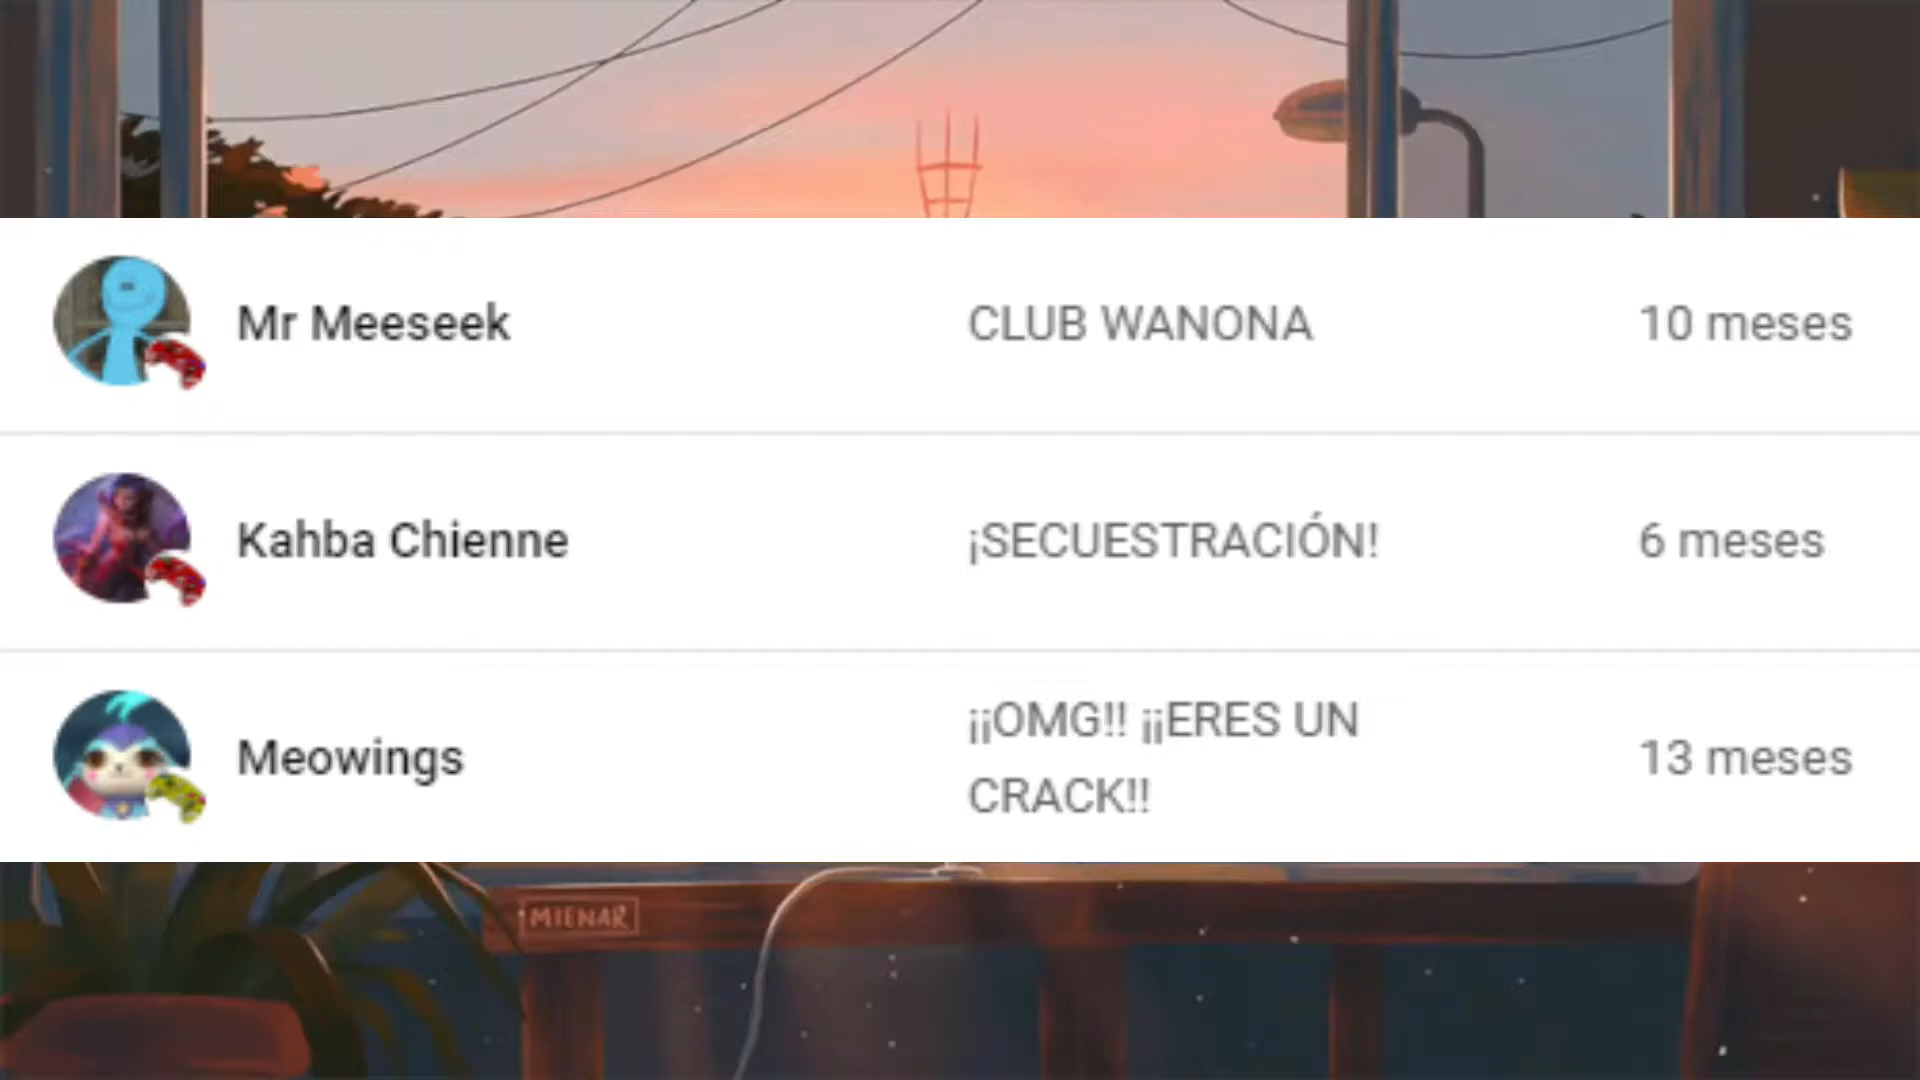 Mr Meeseek CLUB WANONA 10 meses
Kahba Chienne ¡SECUESTRACIÓN! 6 meses
Meowings ¡¡OMG!! ¡¡ERES UN CRACK!! 13 meses
MIENAR